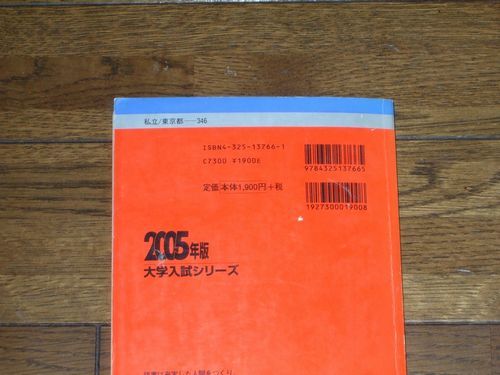 私立/東京都――346
ISBN4-325-13766-1
C7300 ¥1900E
定価:本体1,900円+税
9784325137665
1927300019008
2005年版
大学入試シリーズ